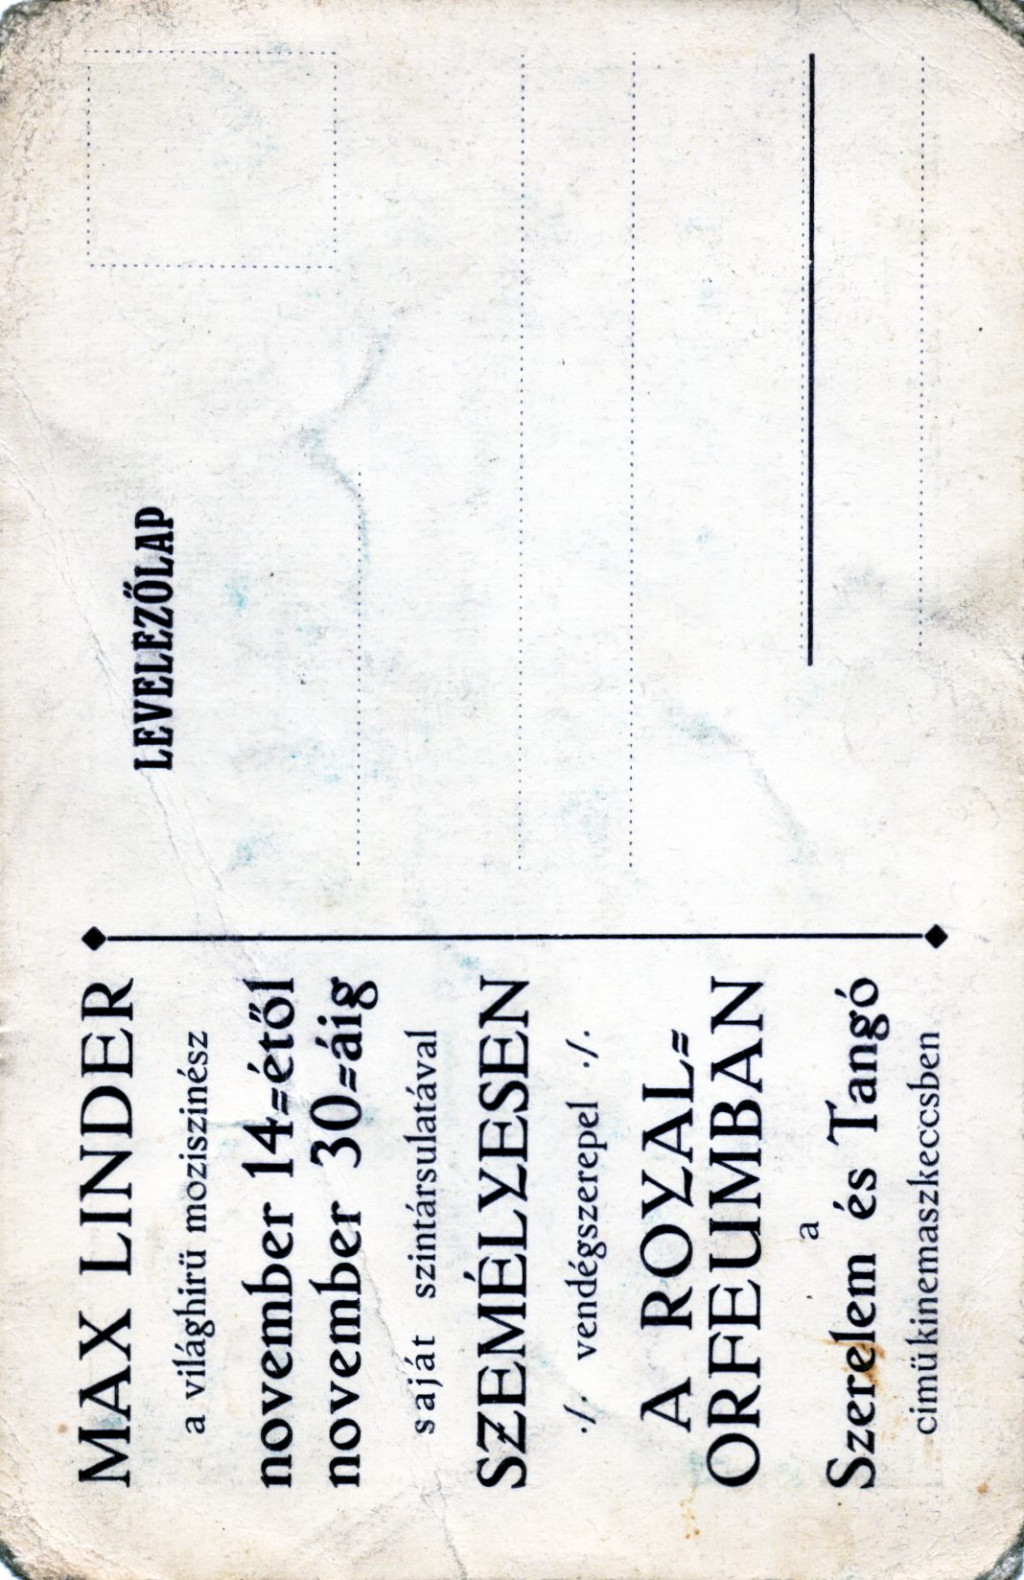 MAX LINDER
a világhirü moziszinész
november 14=étől
november 30=áig
saját szintársulatával
SZEMÉLYESEN
./. vendégszerepel ./.
A ROYAL=
ORFEUMBAN
a
Szerelem és Tangó
cimü kinemaszkeccsben
LEVELEZŐLAP